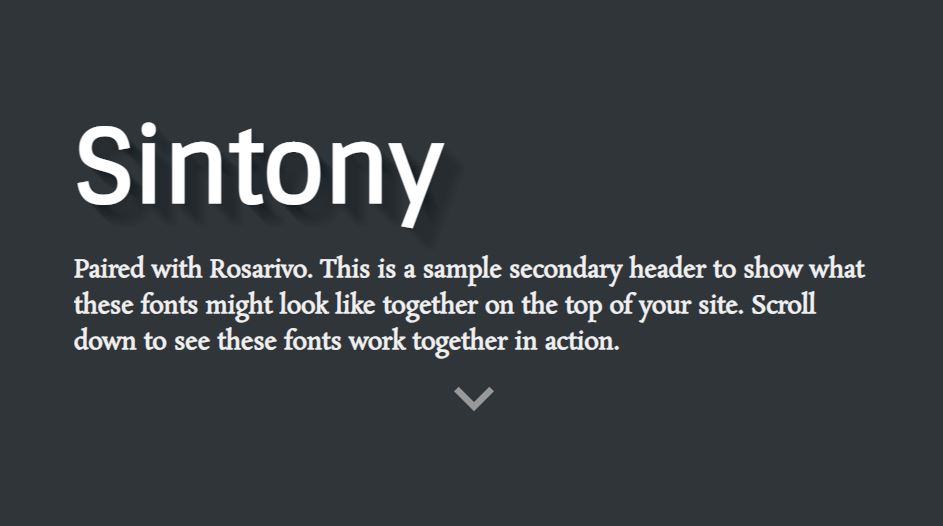 Sintony
Paired with Rosarivo. This is a sample secondary header to show what
these fonts might look like together on the top of your site. Scroll
down to see these fonts work together in action.